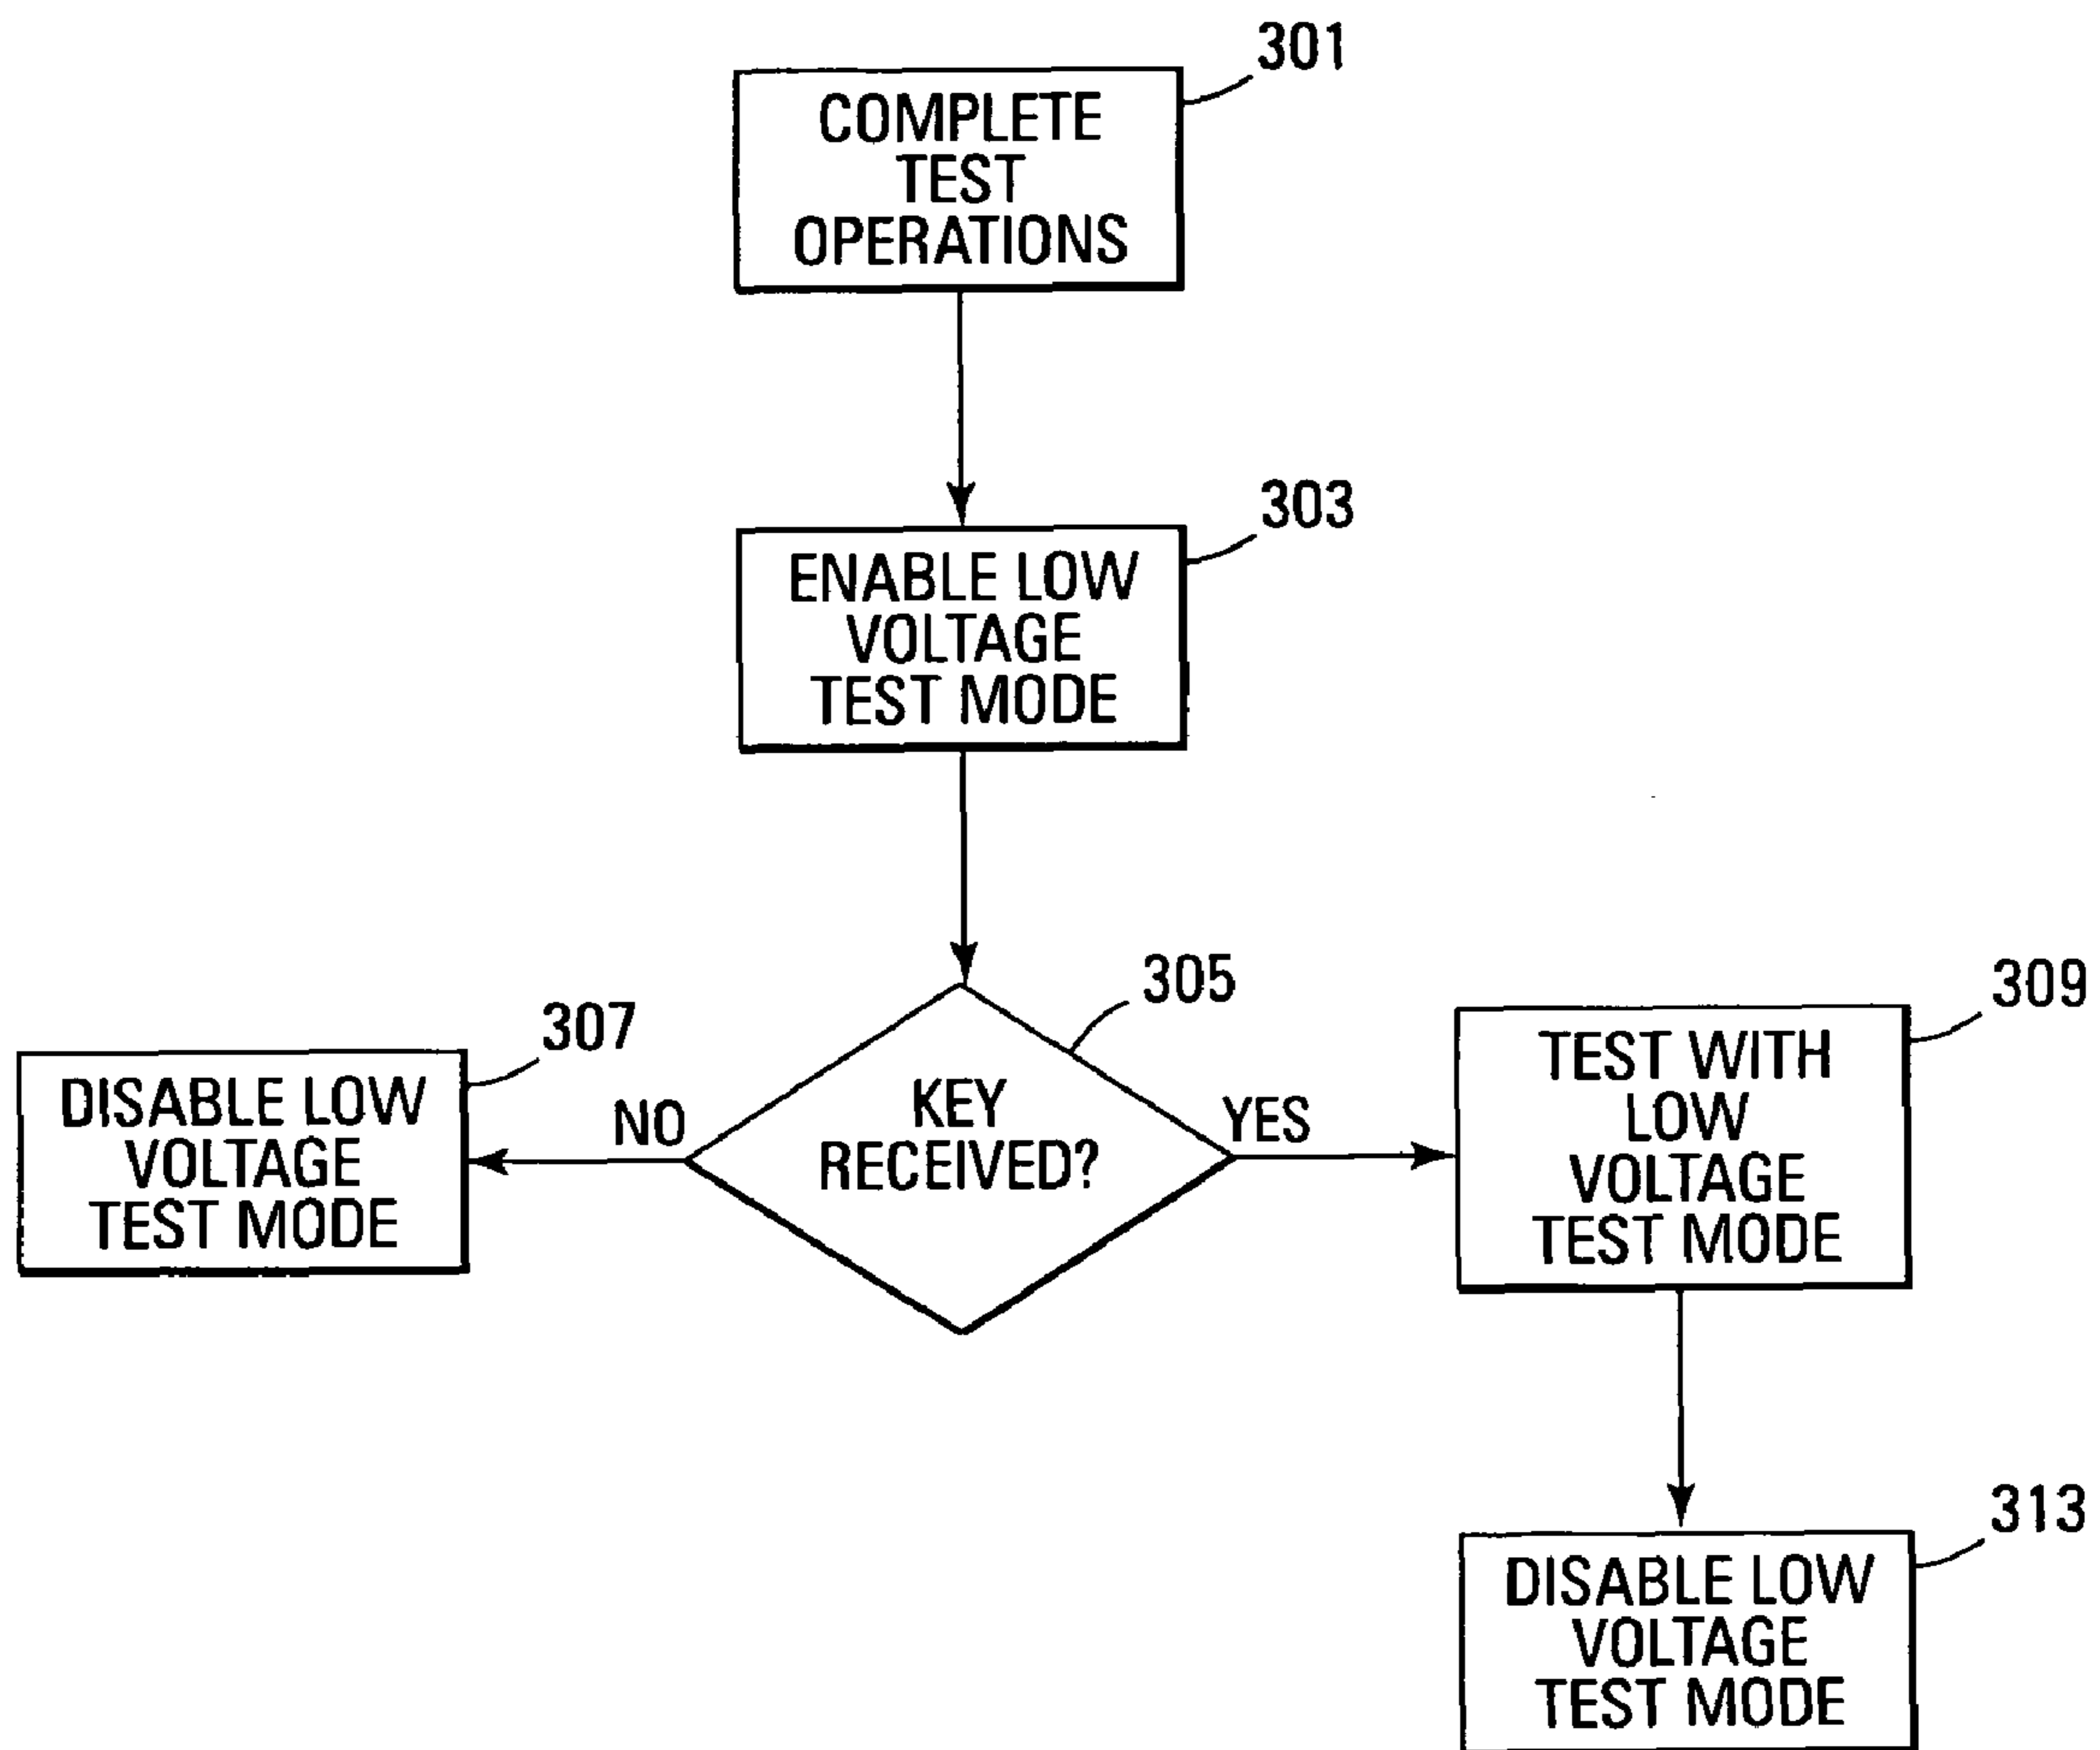 301
COMPLETE
TEST
OPERATIONS
303
ENABLE LOW
VOLTAGE
TEST MODE
305
KEY
RECEIVED?
NO
YES
307
DISABLE LOW
VOLTAGE
TEST MODE
309
TEST WITH
LOW
VOLTAGE
TEST MODE
313
DISABLE LOW
VOLTAGE
TEST MODE